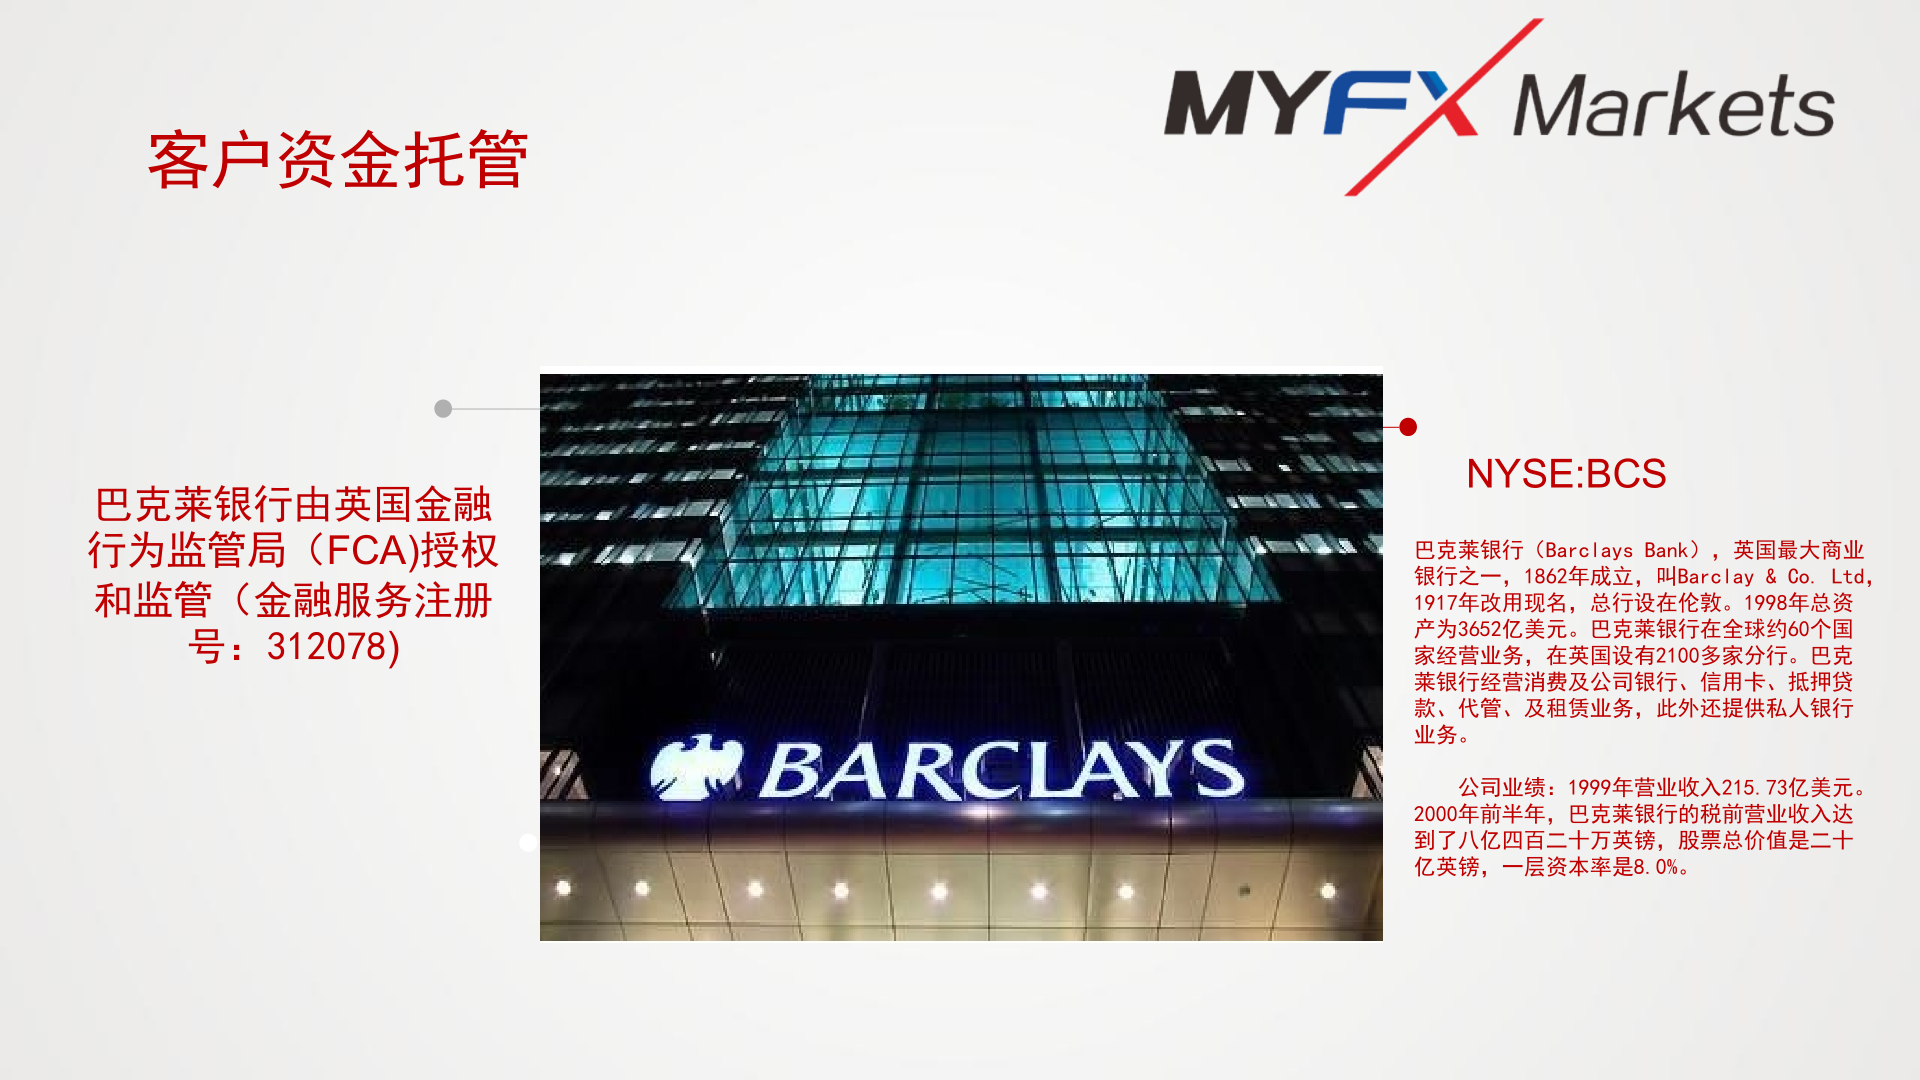 MYFX Markets
客户资金托管
巴克莱银行由英国金融
行为监管局（FCA)授权
和监管（金融服务注册
号：312078)
BARCLAYS
NYSE:BCS
巴克莱银行（Barclays Bank），英国最大商业
银行之一，1862年成立，叫Barclay & Co. Ltd，
1917年改用现名，总行设在伦敦。1998年总资
产为3652亿美元。巴克莱银行在全球约60个国
家经营业务，在英国设有2100多家分行。巴克
莱银行经营消费及公司银行、信用卡、抵押贷
款、代管、及租赁业务，此外还提供私人银行
业务。
公司业绩：1999年营业收入215.73亿美元。
2000年前半年，巴克莱银行的税前营业收入达
到了八亿四百二十万英镑，股票总价值是二十
亿英镑，一层资本率是8.0%。